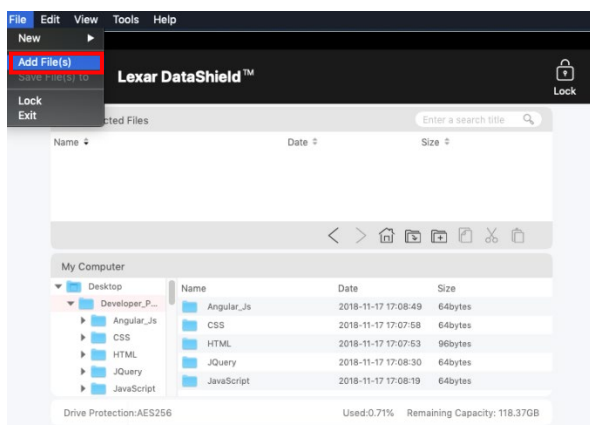 File Edit View Tools Help
New
Add File(s)
Save File(s) to
Lock
Exit
Lexar DataShield™
Lock
cted Files
Enter a search title
Name Date Size
My Computer
Desktop
Developer_P...
Angular_Js
CSS
HTML
JQuery
JavaScript
Name Date Size
Angular_Js 2018-11-17 17:08:49 64bytes
CSS 2018-11-17 17:07:58 64bytes
HTML 2018-11-17 17:07:53 96bytes
JQuery 2018-11-17 17:08:30 64bytes
JavaScript 2018-11-17 17:08:19 64bytes
Drive Protection:AES256 Used:0.71% Remaining Capacity: 118.37GB